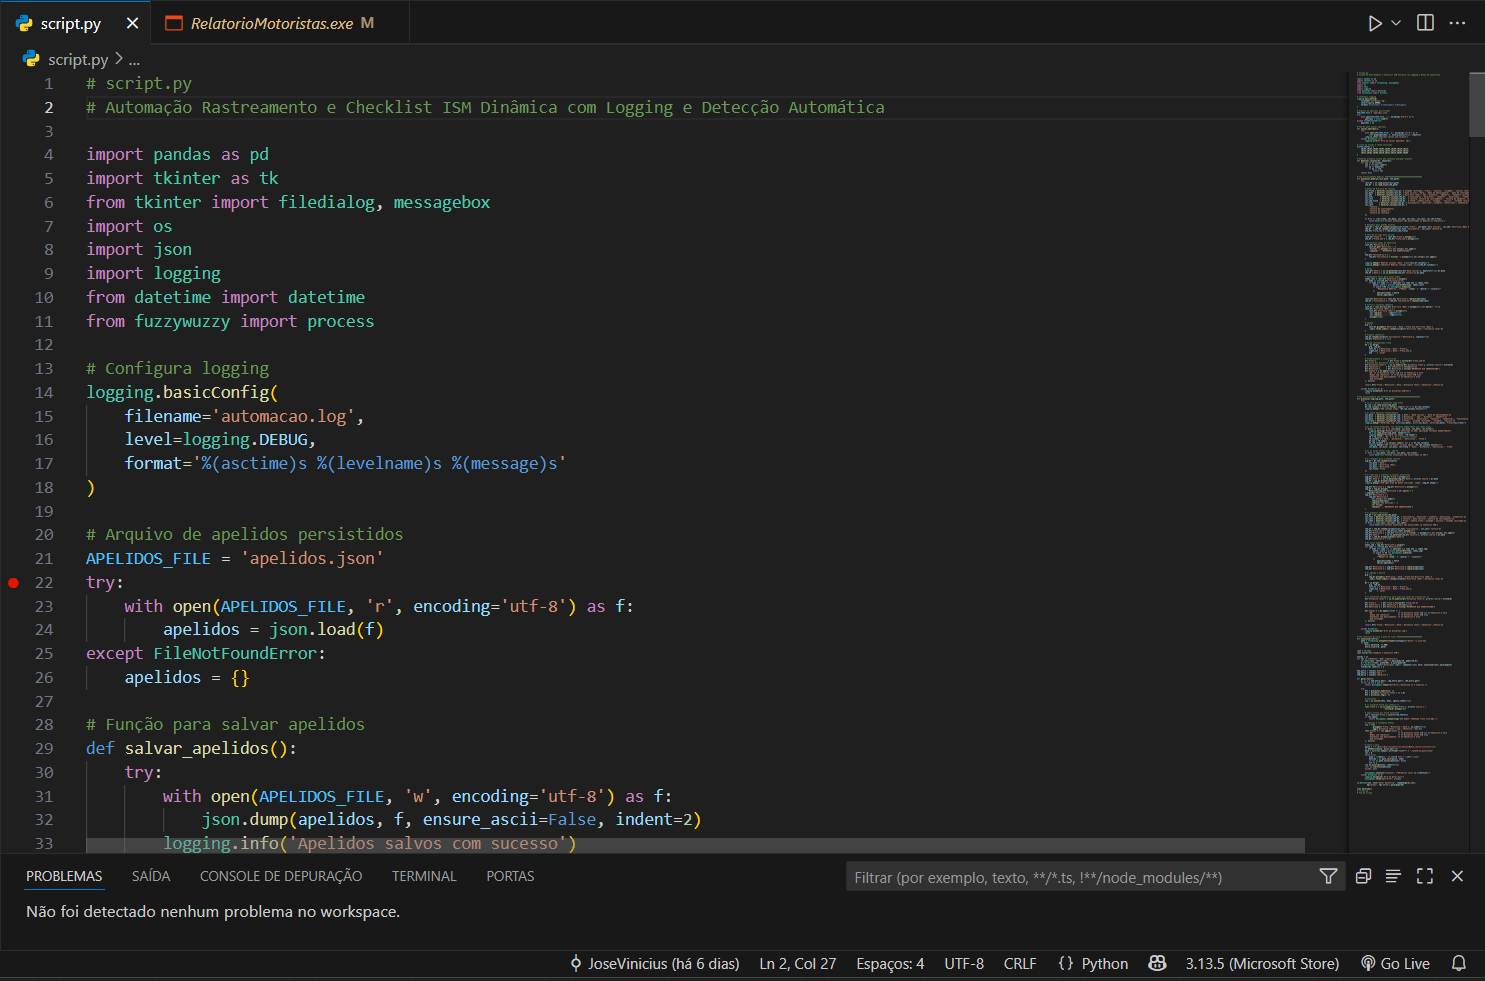 script.py
RelatorioMotoristas.exe M
script.py > ...
1 # script.py
2 # Automação Rastreamento e Checklist ISM Dinâmica com Logging e Detecção Automática
3
4 import pandas as pd
5 import tkinter as tk
6 from tkinter import filedialog, messagebox
7 import os
8 import json
9 import logging
10 from datetime import datetime
11 from fuzzywuzzy import process
12
13 # Configura logging
14 logging.basicConfig(
15     filename='automacao.log',
16     level=logging.DEBUG,
17     format='%(asctime)s %(levelname)s %(message)s'
18 )
19
20 # Arquivo de apelidos persistidos
21 APELIDOS_FILE = 'apelidos.json'
22 try:
23     with open(APELIDOS_FILE, 'r', encoding='utf-8') as f:
24         apelidos = json.load(f)
25 except FileNotFoundError:
26     apelidos = {}
27
28 # Função para salvar apelidos
29 def salvar_apelidos():
30     try:
31         with open(APELIDOS_FILE, 'w', encoding='utf-8') as f:
32             json.dump(apelidos, f, ensure_ascii=False, indent=2)
33         logging.info('Apelidos salvos com sucesso')
PROBLEMAS SAÍDA CONSOLE DE DEPURAÇÃO TERMINAL PORTAS Filtrar (por exemplo, texto, **/*.ts, !**/node_modules/**)
Não foi detectado nenhum problema no workspace.
JoseVinicius (há 6 dias) Ln 2, Col 27 Espaços: 4 UTF-8 CRLF {} Python 3.13.5 (Microsoft Store) Go Live